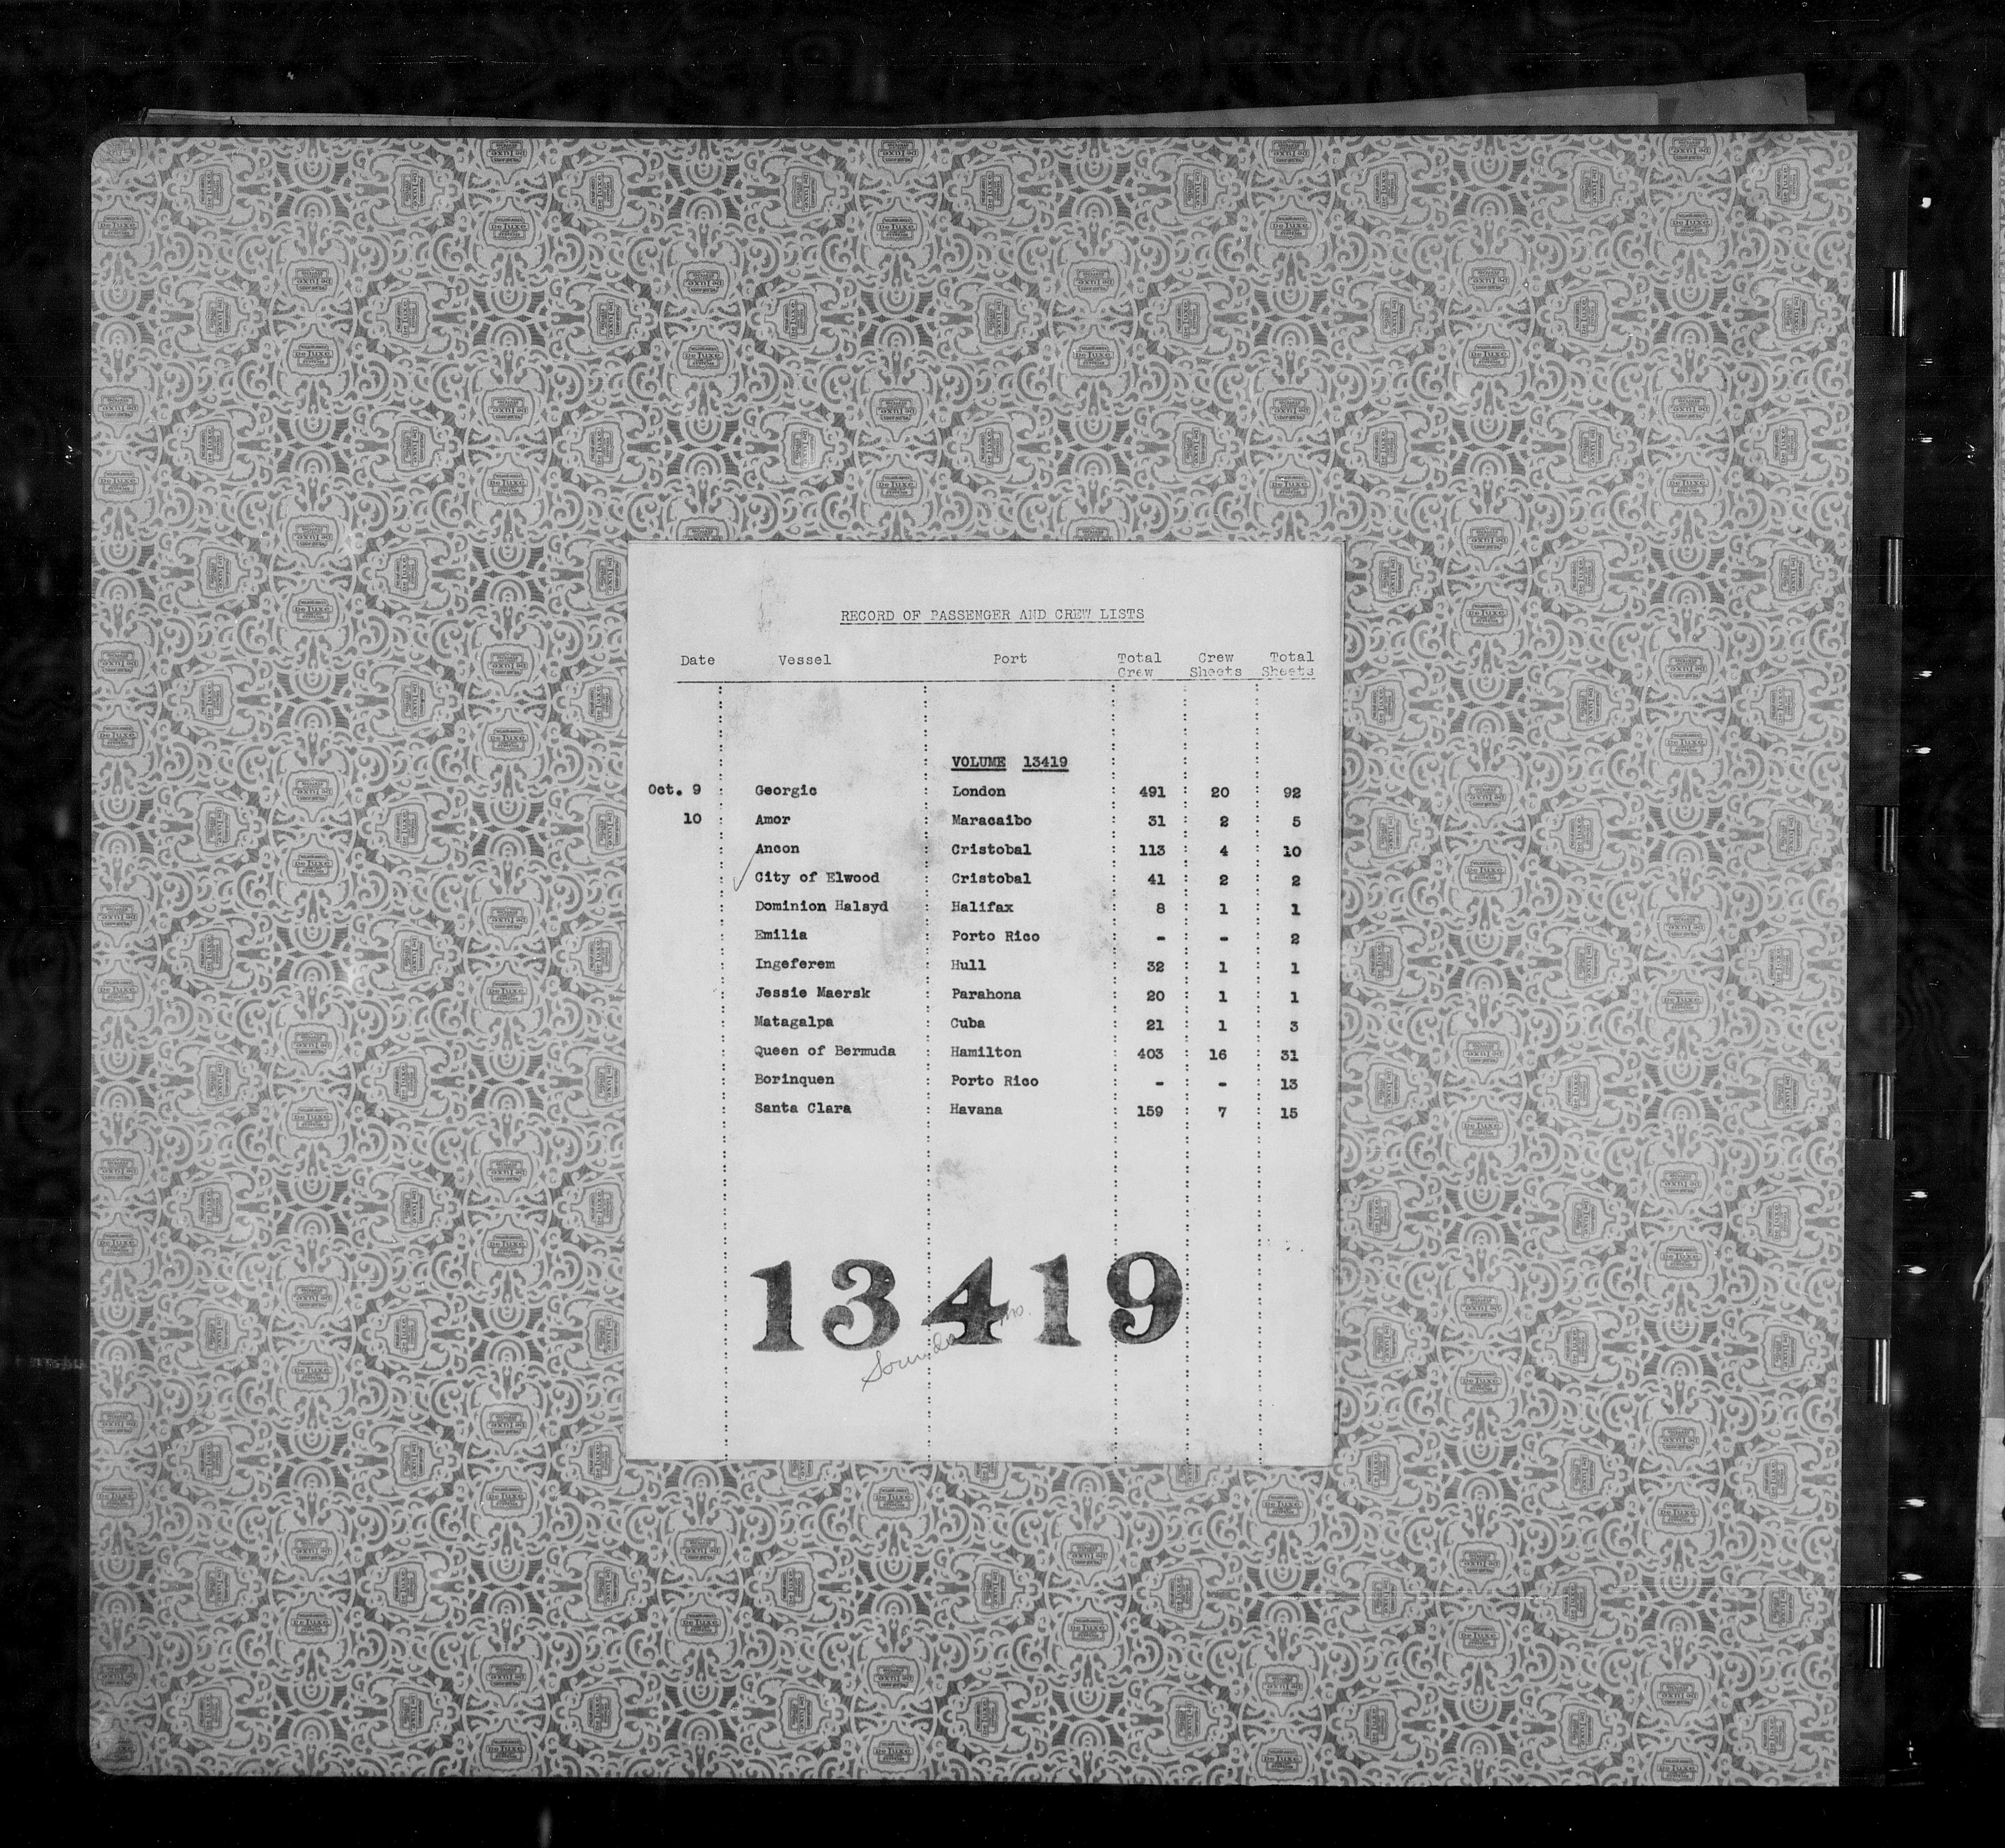 RECORD OF PASSENGER AND CREW LISTS
Date Vessel Port Total Crew Crew Sheets Total Sheets
VOLUME 13419
Oct. 9 Georgic London 491 20 92
10 Amor Maracaibo 31 2 5
Ancon Cristobal 113 4 10
City of Elwood Cristobal 41 2 2
Dominion Halsyd Halifax 8 1 1
Emilia Porto Rico - - 2
Ingeferem Hull 32 1 1
Jessie Maersk Parahona 20 1 1
Matagalpa Cuba 21 1 3
Queen of Bermuda Hamilton 403 16 31
Borinquen Porto Rico - - 13
Santa Clara Havana 159 7 15
13419